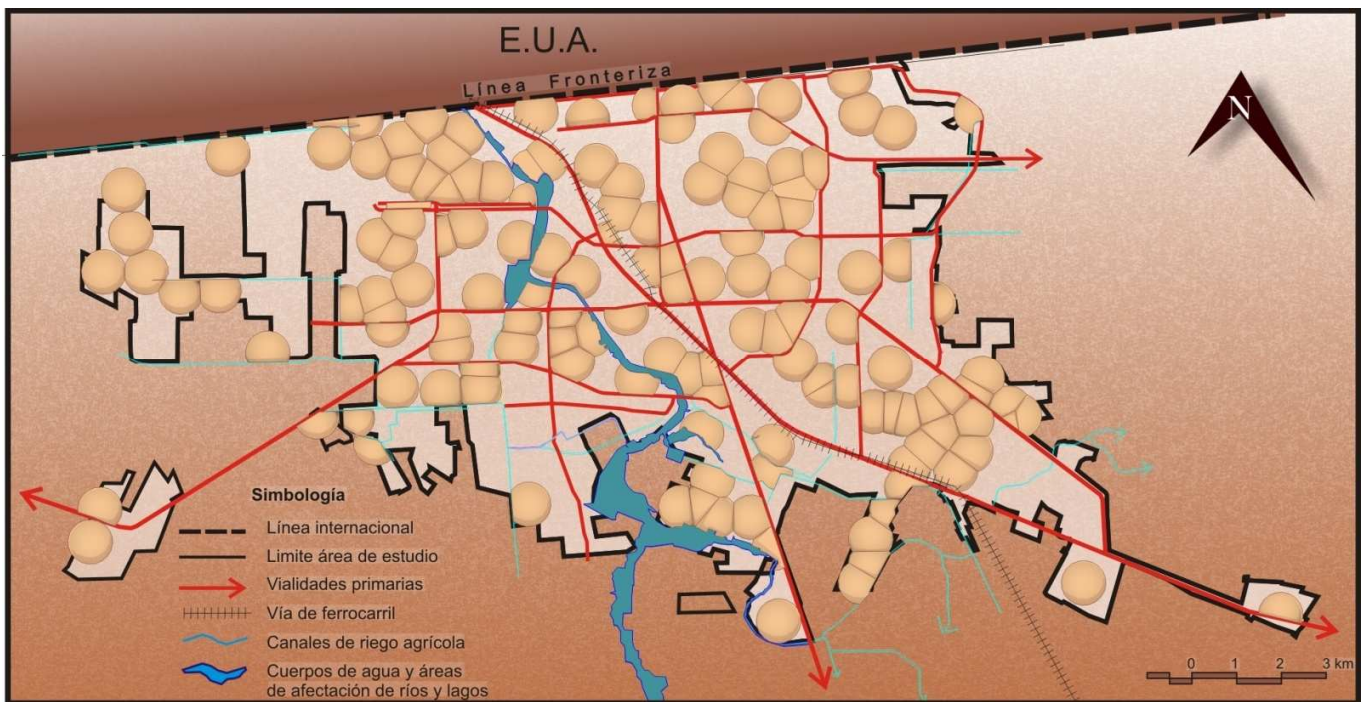 E.U.A.
Línea Fronteriza
N
Simbología
Línea internacional
Limite área de estudio
Vialidades primarias
Vía de ferrocarril
Canales de riego agrícola
Cuerpos de agua y áreas
de afectación de ríos y lagos
0 1 2 3 km